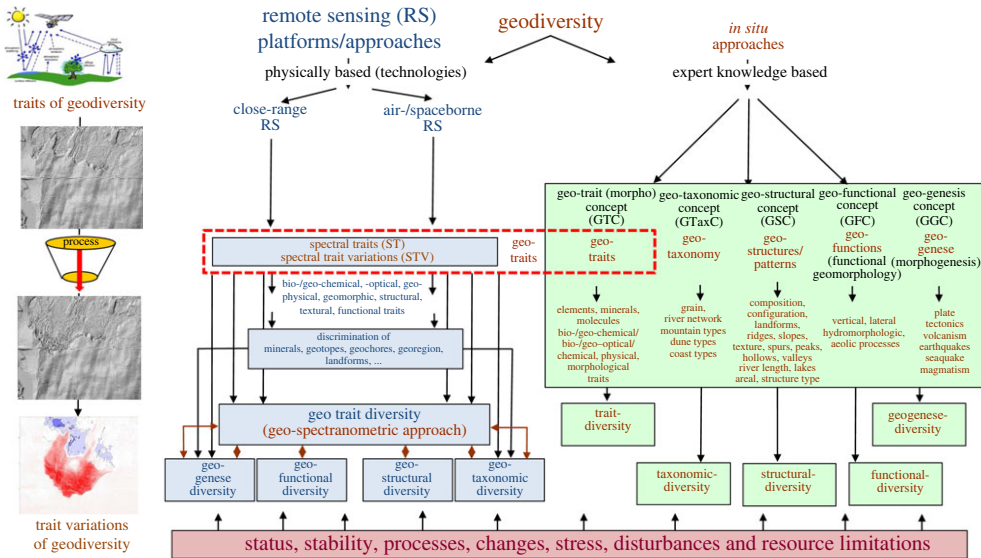 remote sensing (RS)
platforms/approaches
geodiversity
in situ
approaches
physically based (technologies)
expert knowledge based
traits of geodiversity
close-range
RS
air-/spaceborne
RS
process
trait variations
of geodiversity
spectral traits (ST)
spectral trait variations (STV)
geo-
traits
geo-trait (morpho)
concept
(GTC)
geo-
traits
elements, minerals,
molecules
bio-/geo-chemical/
bio-/geo–optical/
chemical, physical,
morphological
traits
geo-taxonomic
concept
(GTaxC)
geo-
taxonomy
grain,
river network
mountain types
dune types
coast types
geo-structural
concept
(GSC)
geo-
structures/
patterns
composition,
configuration,
landforms,
ridges, slopes,
texture, spurs, peaks,
hollows, valleys
river length, lakes
areal, structure type
geo-functional
concept
(GFC)
geo-
functions
(functional
geomorphology)
vertical, lateral
hydromorphologic,
aeolic processes
geo-genesis
concept
(GGC)
geo-
genese
(morphogenesis)
plate
tectonics
volcanism
earthquakes
seaquake
magmatism
bio-/geo-chemical, -optical, geo-
physical, geomorphic, structural,
textural, functional traits
discrimination of
minerals, geotopes, geochores, georegion,
landforms, ...
geo trait diversity
(geo-spectranometric approach)
geo-
genese
diversity
geo-
functional
diversity
geo-
structural
diversity
geo-
taxonomic
diversity
trait-
diversity
taxonomic-
diversity
structural-
diversity
functional-
diversity
geogenese-
diversity
status, stability, processes, changes, stress, disturbances and resource limitations